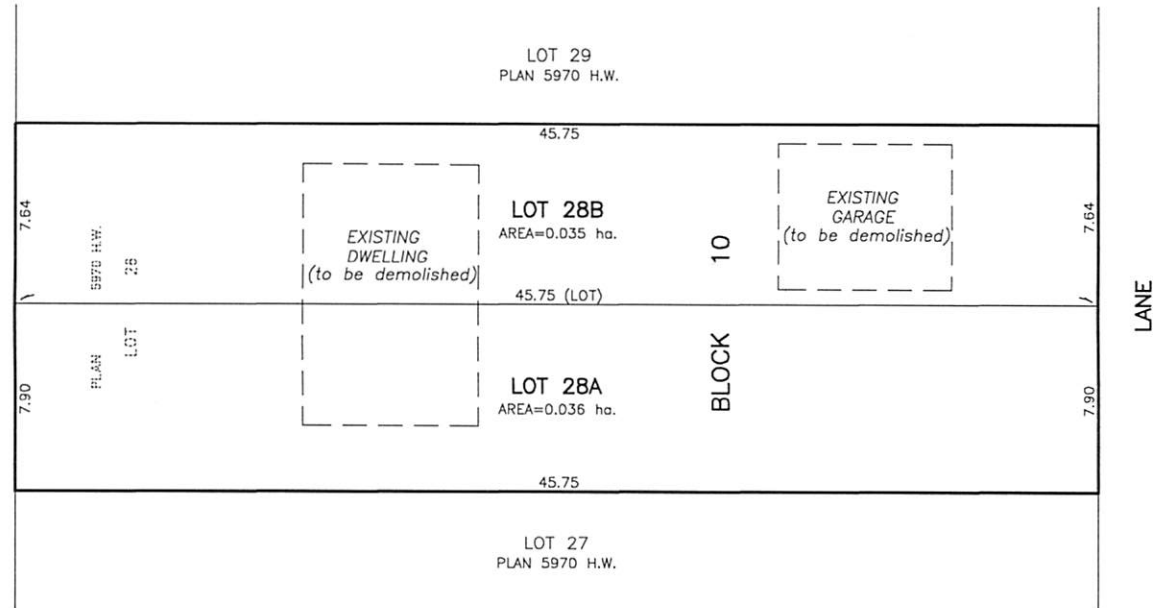 LOT 29
PLAN 5970 H.W.
45.75
7.64
PLAN 5970 H.W.
LOT 28
EXISTING
DWELLING
(to be demolished)
LOT 28B
AREA=0.035 ha.
BLOCK 10
EXISTING
GARAGE
(to be demolished)
7.64
45.75 (LOT)
LANE
7.90
LOT 28A
AREA=0.036 ha.
7.90
45.75
LOT 27
PLAN 5970 H.W.